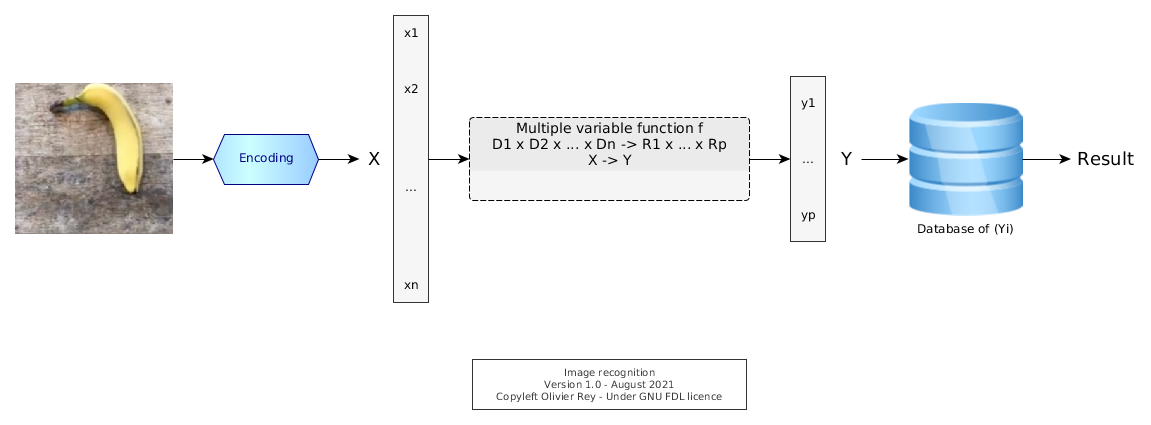 x1
x2
...
xn
Encoding
X
Multiple variable function f
D1 x D2 x ... x Dn -> R1 x ... x Rp
X -> Y
y1
...
yp
Y
Database of (Yi)
Result
Image recognition
Version 1.0 - August 2021
Copyleft Olivier Rey - Under GNU FDL licence